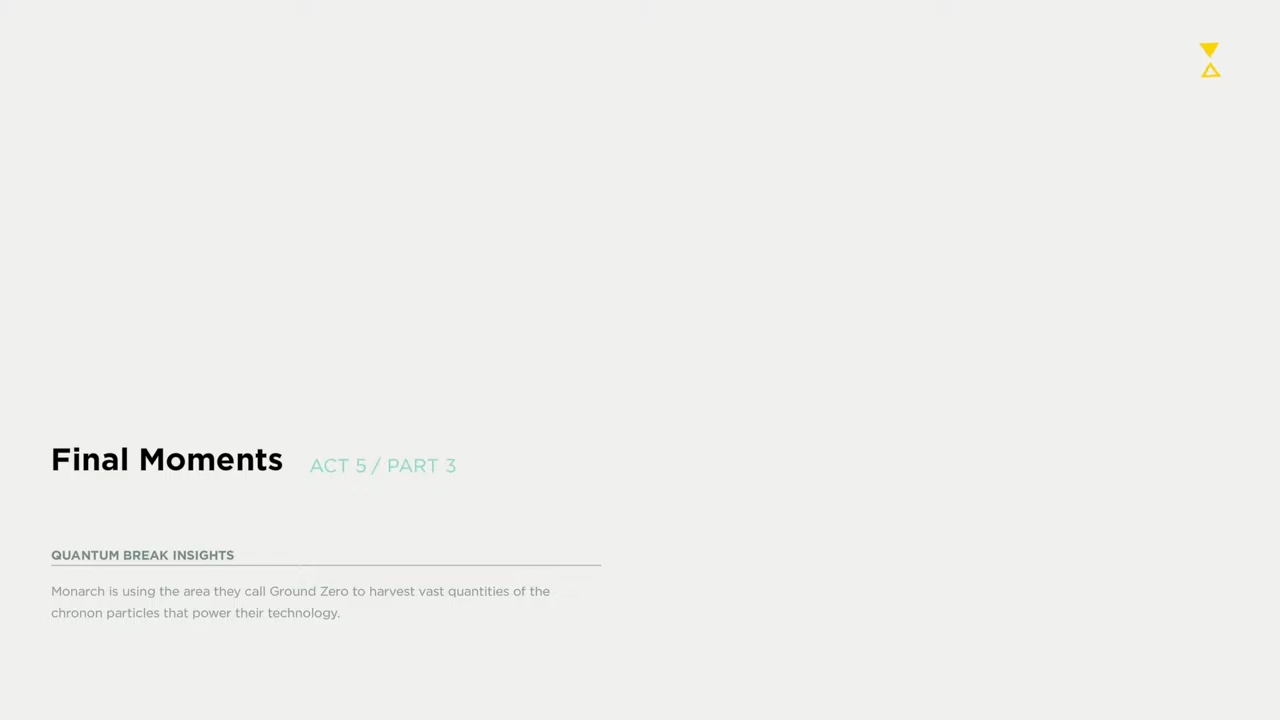 Final Moments ACT 5 / PART 3
QUANTUM BREAK INSIGHTS
Monarch is using the area they call Ground Zero to harvest vast quantities of the
chronon particles that power their technology.